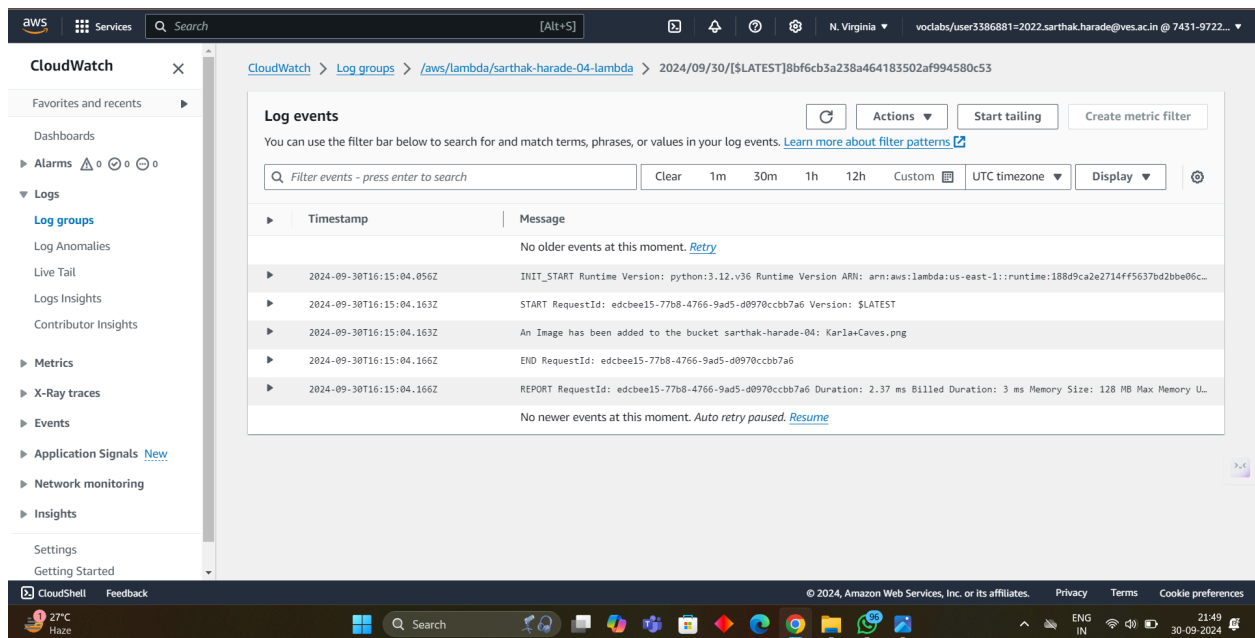 aws Services Search [Alt+S] N. Virginia ▼ voclabs/user3386881=2022.sarthak.harade@ves.ac.in @ 7431-9722... ▼
CloudWatch
Favorites and recents
Dashboards
Alarms 0 0 0
Logs
Log groups
Log Anomalies
Live Tail
Logs Insights
Contributor Insights
Metrics
X-Ray traces
Events
Application Signals New
Network monitoring
Insights
Settings
Getting Started
CloudWatch > Log groups > /aws/lambda/sarthak-harade-04-lambda > 2024/09/30/[$LATEST]8bf6cb3a238a464183502af994580c53
Log events
Actions ▼ Start tailing Create metric filter
You can use the filter bar below to search for and match terms, phrases, or values in your log events. Learn more about filter patterns
Filter events - press enter to search Clear 1m 30m 1h 12h Custom UTC timezone ▼ Display ▼
Timestamp Message
No older events at this moment. Retry
2024-09-30T16:15:04.056Z INIT_START Runtime Version: python:3.12.v36 Runtime Version ARN: arn:aws:lambda:us-east-1::runtime:188d9ca2e2714ff5637bd2bbe06c…
2024-09-30T16:15:04.163Z START RequestId: edcbee15-77b8-4766-9ad5-d0970ccbb7a6 Version: $LATEST
2024-09-30T16:15:04.163Z An Image has been added to the bucket sarthak-harade-04: Karla+Caves.png
2024-09-30T16:15:04.166Z END RequestId: edcbee15-77b8-4766-9ad5-d0970ccbb7a6
2024-09-30T16:15:04.166Z REPORT RequestId: edcbee15-77b8-4766-9ad5-d0970ccbb7a6 Duration: 2.37 ms Billed Duration: 3 ms Memory Size: 128 MB Max Memory U…
No newer events at this moment. Auto retry paused. Resume
CloudShell Feedback © 2024, Amazon Web Services, Inc. or its affiliates. Privacy Terms Cookie preferences
1 27°C Search 96 ENG 21:49
Haze IN 30-09-2024